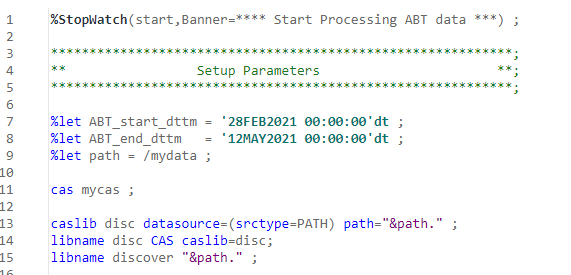 1 %StopWatch(start,Banner=**** Start Processing ABT data ***) ;
2
3 ************************************************************;
4 ** Setup Parameters **;
5 ************************************************************;
6
7 %let ABT_start_dttm = '28FEB2021 00:00:00'dt ;
8 %let ABT_end_dttm = '12MAY2021 00:00:00'dt ;
9 %let path = /mydata ;
10
11 cas mycas ;
12
13 caslib disc datasource=(srctype=PATH) path="&path." ;
14 libname disc CAS caslib=disc;
15 libname discover "&path." ;
16